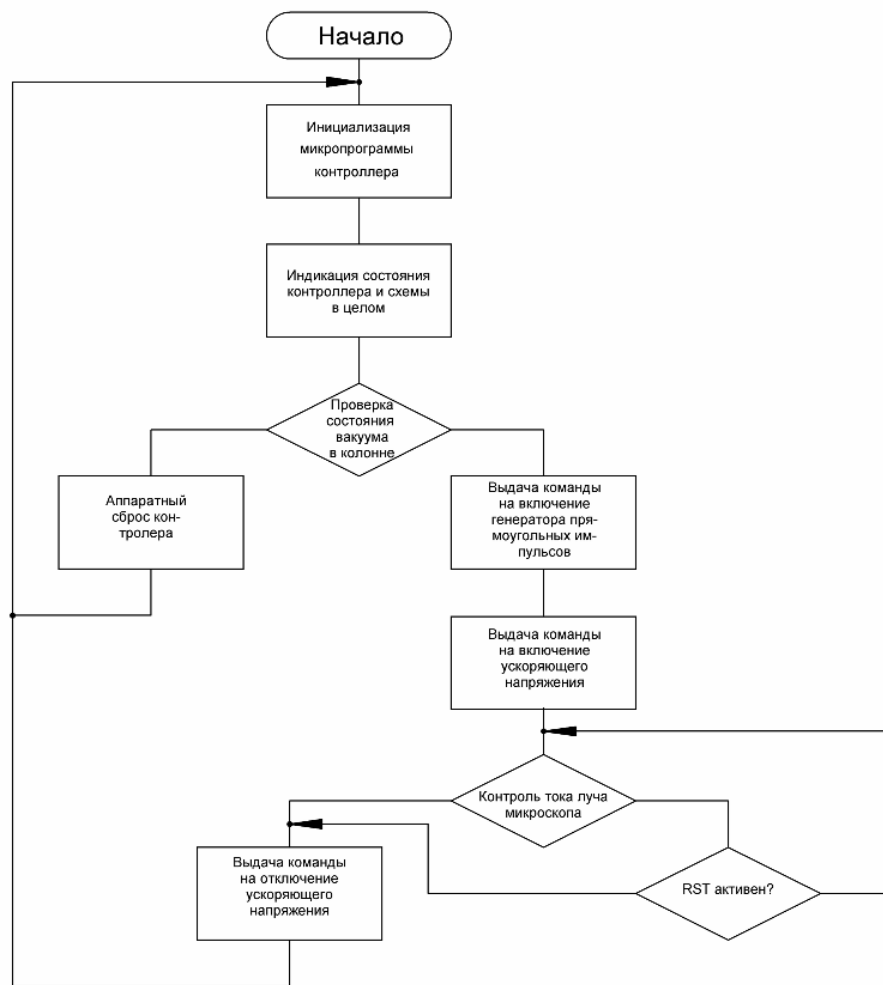 Начало
Инициализация
микропрограммы
контроллера
Индикация состояния
контроллера и схемы
в целом
Проверка
состояния
вакуума
в колонне
Аппаратный
сброс кон-
тролера
Выдача команды
на включение
генератора пря-
моугольных им-
пульсов
Выдача команды
на включение
ускоряющего
напряжения
Контроль тока луча
микроскопа
Выдача команды
на отключение
ускоряющего
напряжения
RST активен?